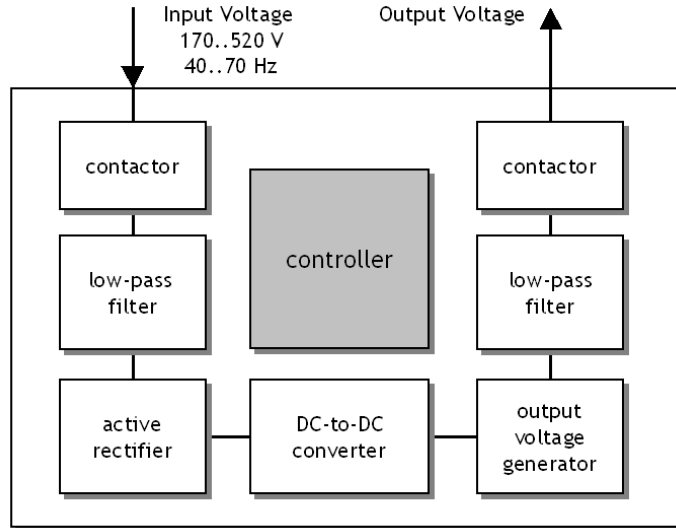 Input Voltage
170..520 V
40..70 Hz
Output Voltage
contactor
contactor
controller
low-pass
filter
low-pass
filter
active
rectifier
DC-to-DC
converter
output
voltage
generator